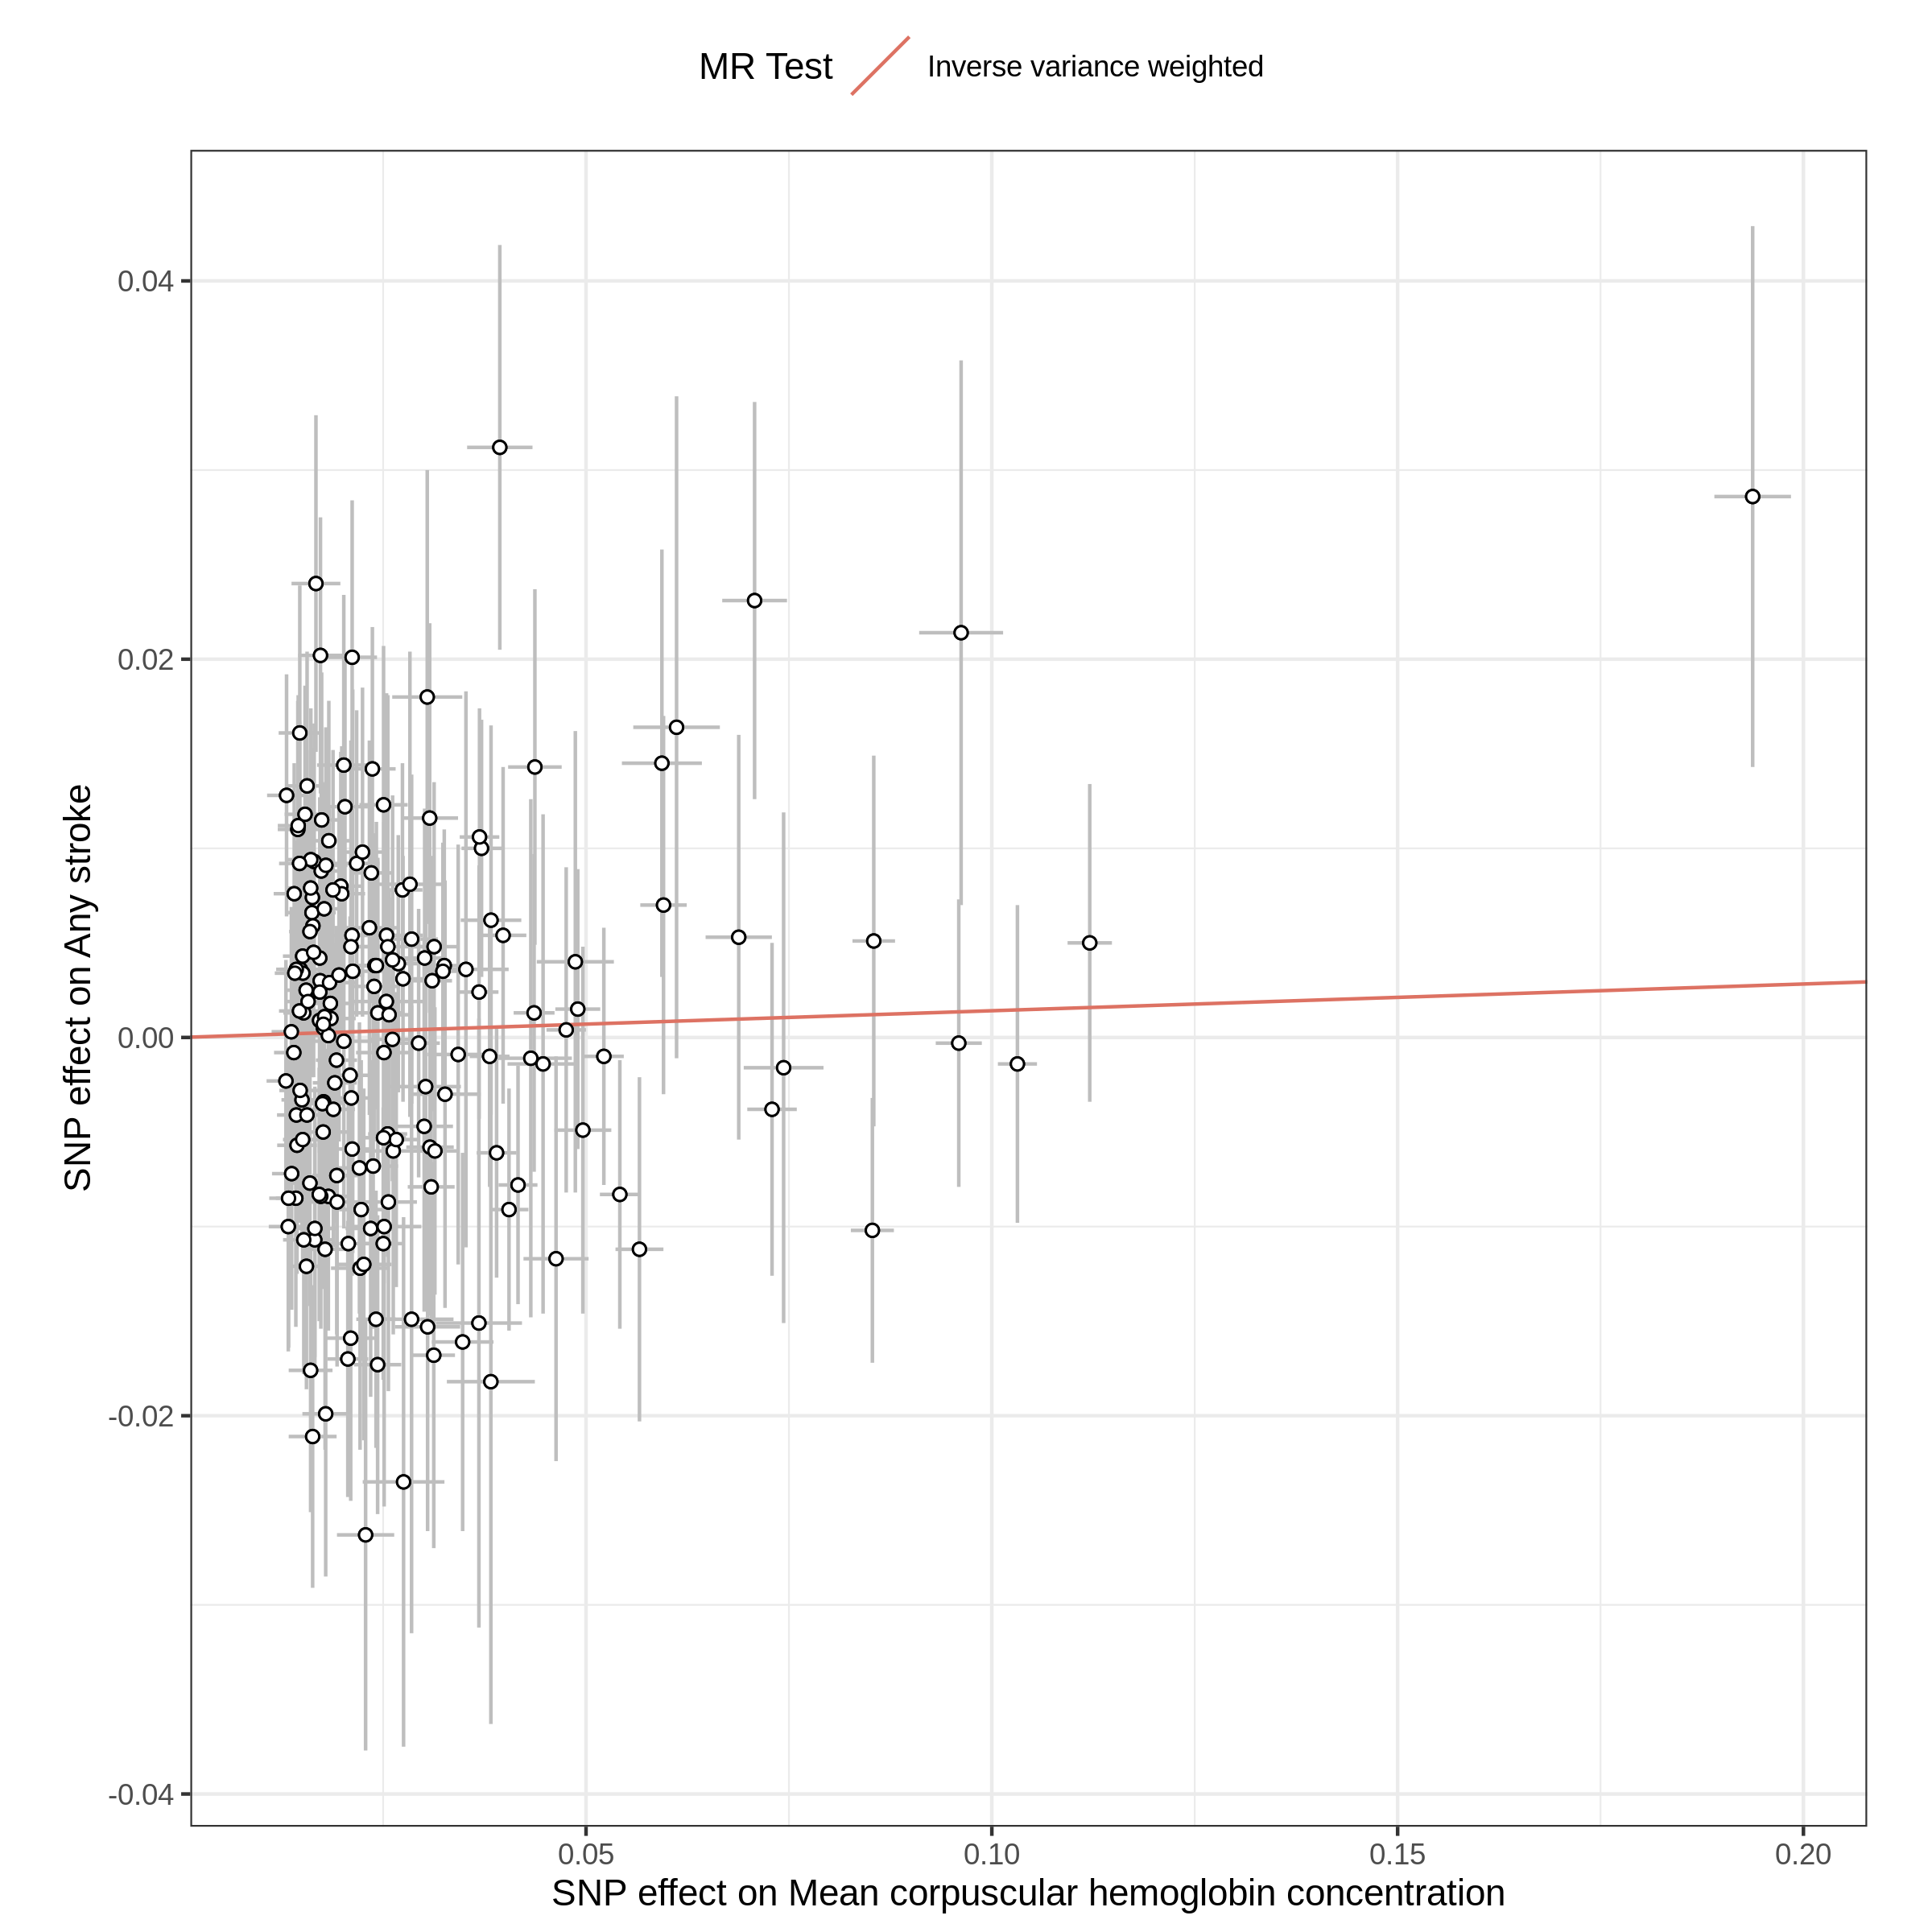 MR Test Inverse variance weighted
SNP effect on Any stroke
0.04
0.02
0.00
-0.02
-0.04
0.05 0.10 0.15 0.20
SNP effect on Mean corpuscular hemoglobin concentration